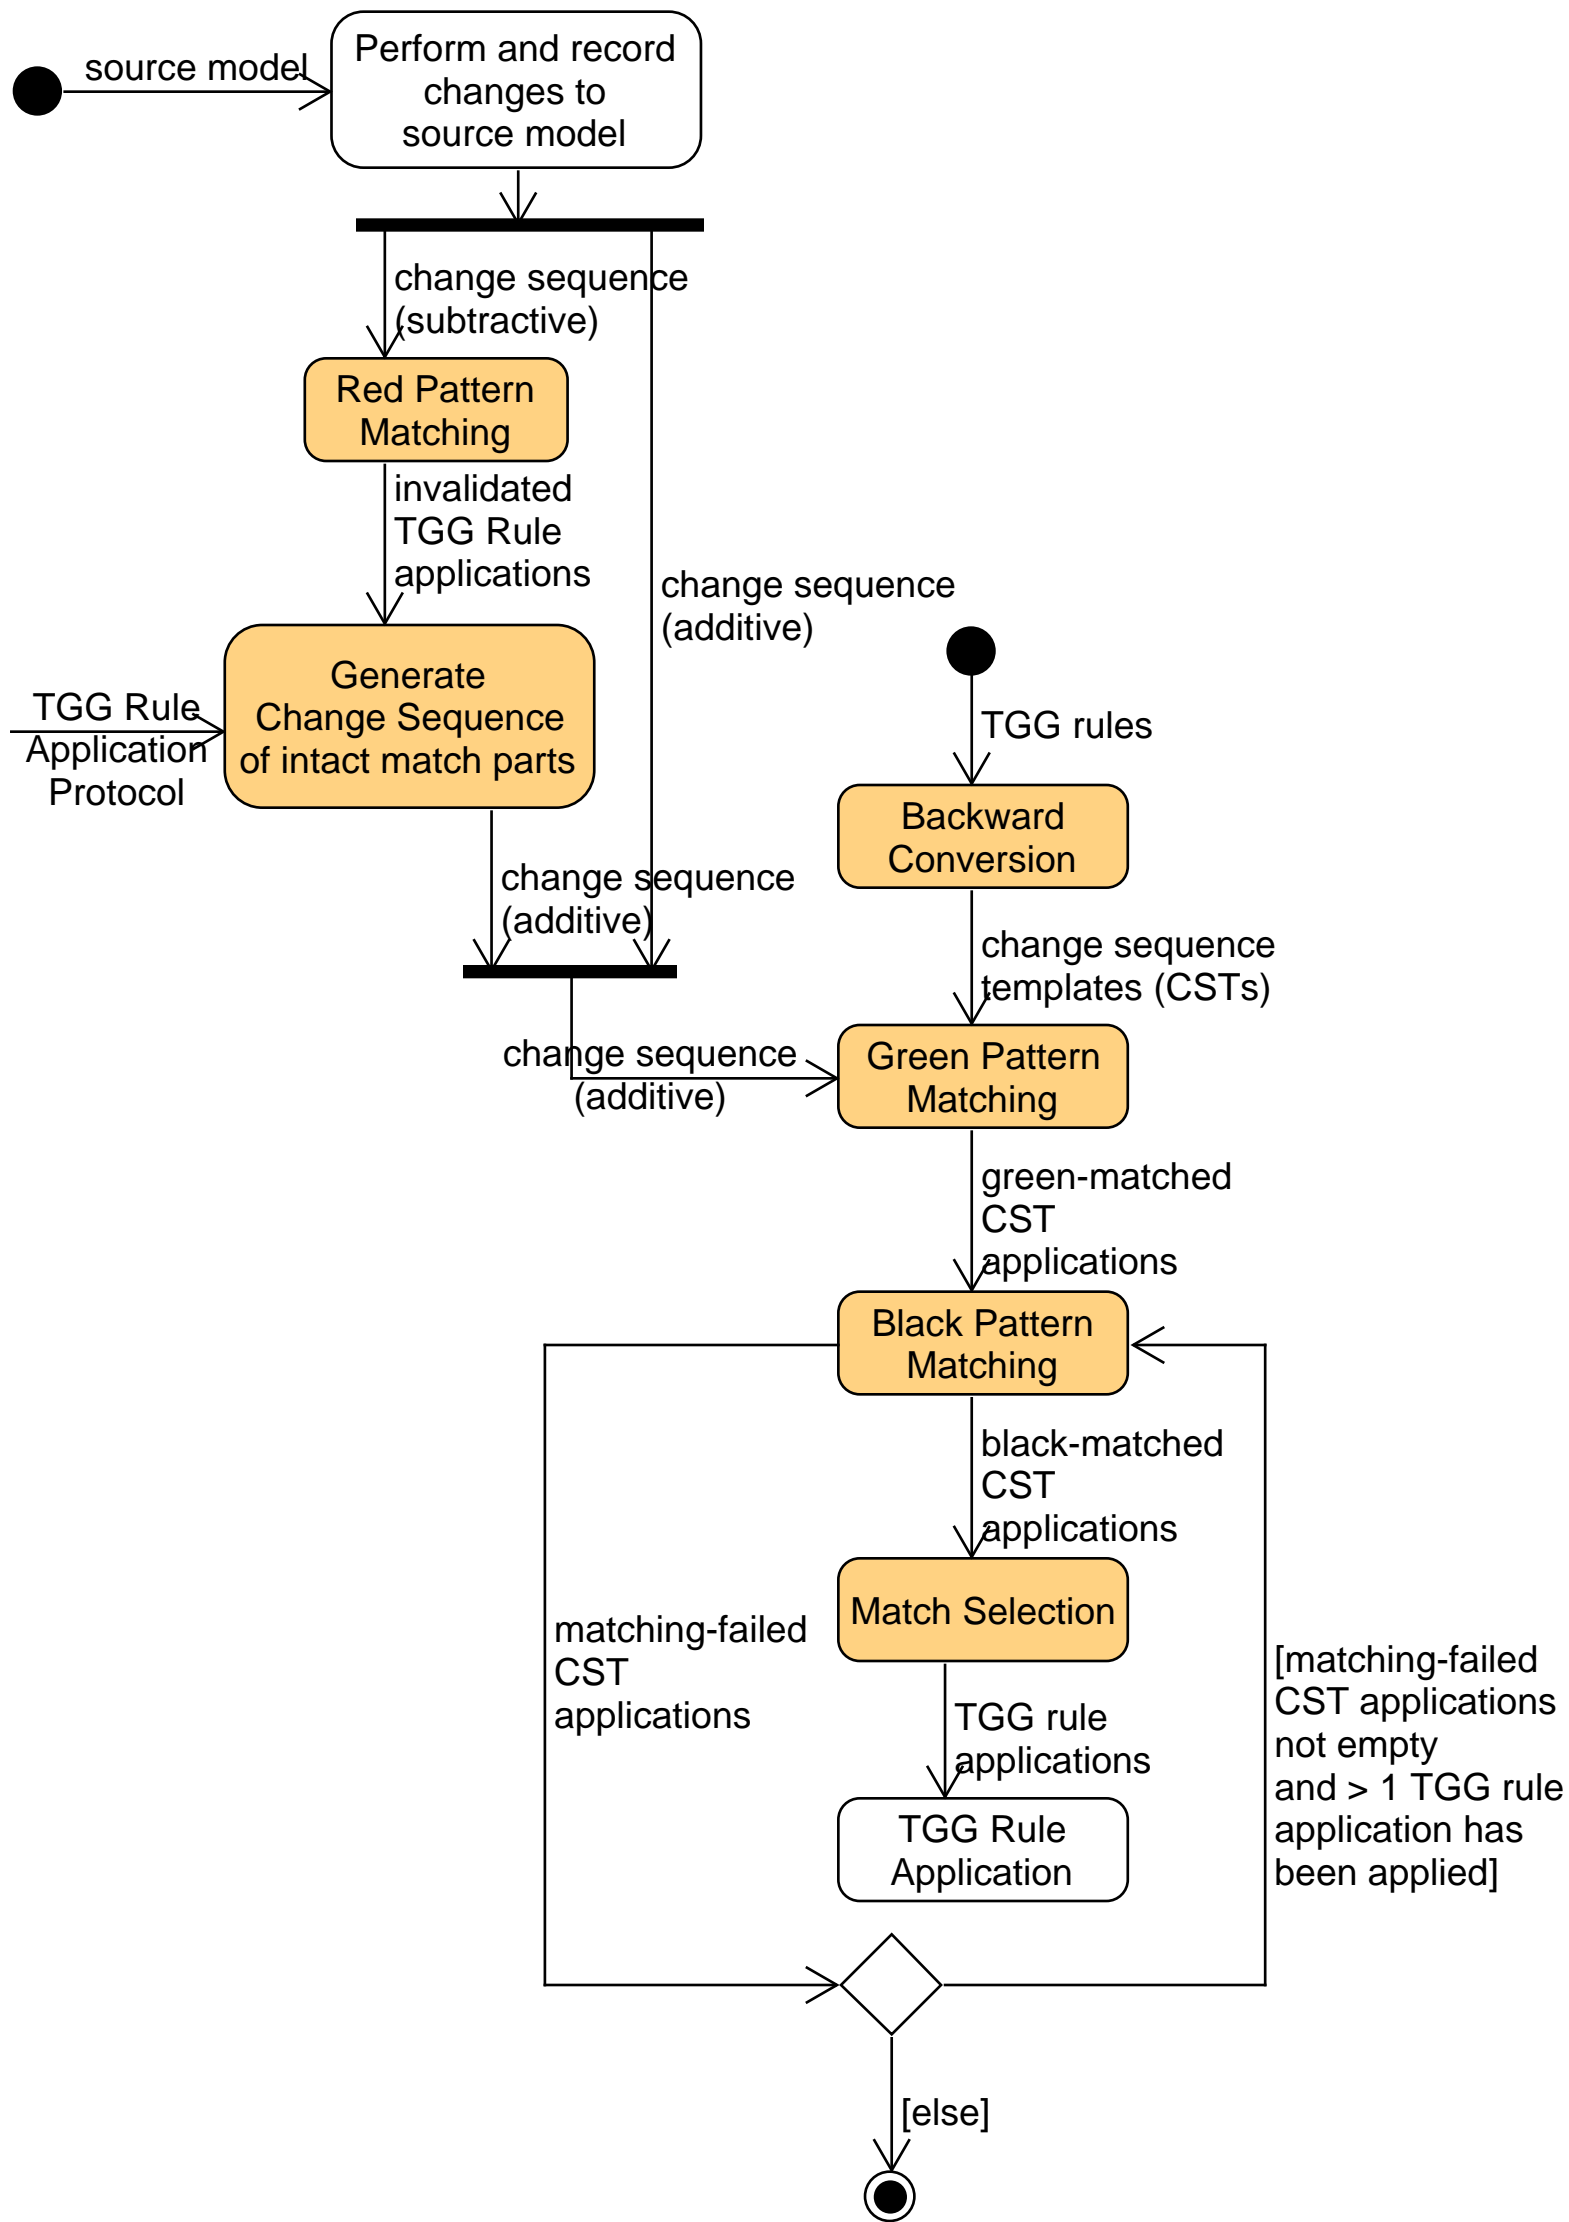 source model
Perform and record
changes to
source model
change sequence
(subtractive)
Red Pattern
Matching
invalidated
TGG Rule
applications
change sequence
(additive)
Generate
Change Sequence
of intact match parts
TGG Rule
Application
Protocol
TGG rules
Backward
Conversion
change sequence
(additive)
change sequence
templates (CSTs)
change sequence
(additive)
Green Pattern
Matching
green-matched
CST
applications
Black Pattern
Matching
black-matched
CST
applications
Match Selection
matching-failed
CST
applications
[matching-failed
CST applications
not empty
and > 1 TGG rule
application has
been applied]
TGG rule
applications
TGG Rule
Application
[else]